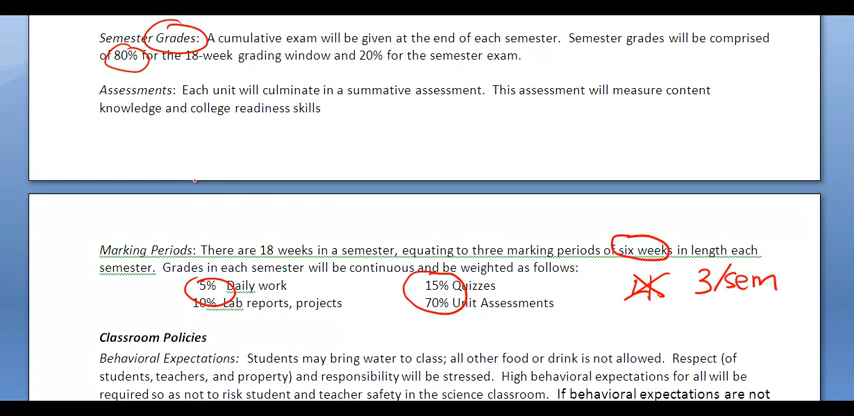 Semester Grades: A cumulative exam will be given at the end of each semester. Semester grades will be comprised
of 80% for the 18-week grading window and 20% for the semester exam.
Assessments: Each unit will culminate in a summative assessment. This assessment will measure content
knowledge and college readiness skills
Marking Periods: There are 18 weeks in a semester, equating to three marking periods of six weeks in length each
semester. Grades in each semester will be continuous and be weighted as follows:
5% Daily work 15% Quizzes
10% Lab reports, projects 70% Unit Assessments
3/sem
Classroom Policies
Behavioral Expectations: Students may bring water to class; all other food or drink is not allowed. Respect (of
students, teachers, and property) and responsibility will be stressed. High behavioral expectations for all will be
required so as not to risk student and teacher safety in the science classroom. If behavioral expectations are not